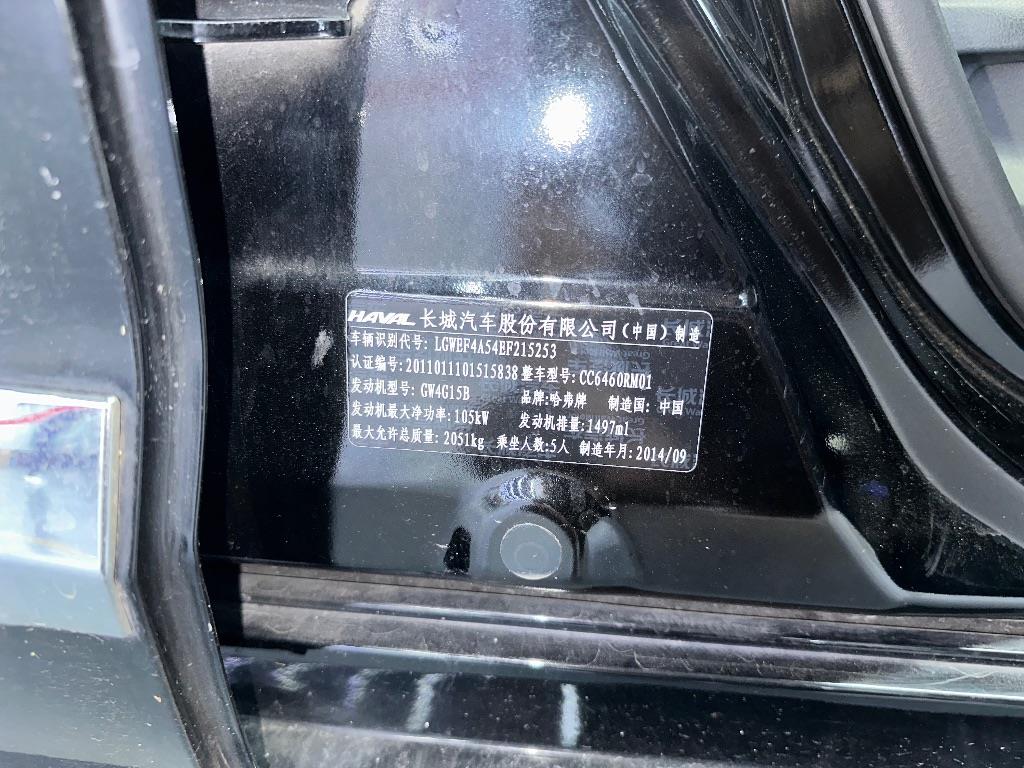 HAVAL 长城汽车股份有限公司(中国)制造
车辆识别代号: LGWEF4A54EF215253
认证编号: 2011011101515838 整车型号: CC6460RM01
发动机型号: GW4G15B 品牌:哈弗牌 制造国: 中国
发动机最大净功率: 105kW 发动机排量: 1497ml
最大允许总质量: 2051kg 乘坐人数:5人 制造年月: 2014/09